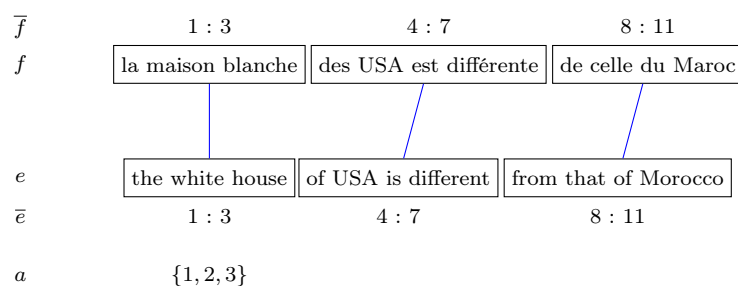 f̅ 1 : 3 4 : 7 8 : 11
f la maison blanche des USA est différente de celle du Maroc
e the white house of USA is different from that of Morocco
e̅ 1 : 3 4 : 7 8 : 11
a {1, 2, 3}